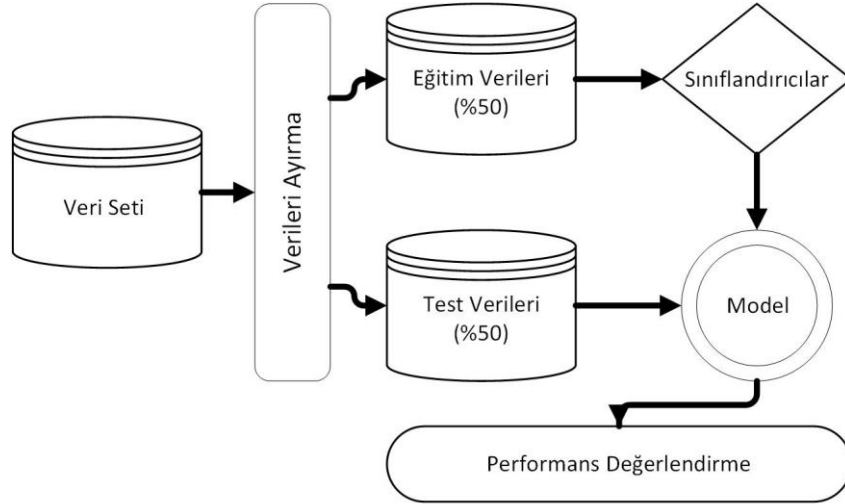 Veri Seti
Verileri Ayırma
Eğitim Verileri
(%50)
Sınıflandırıcılar
Test Verileri
(%50)
Model
Performans Değerlendirme